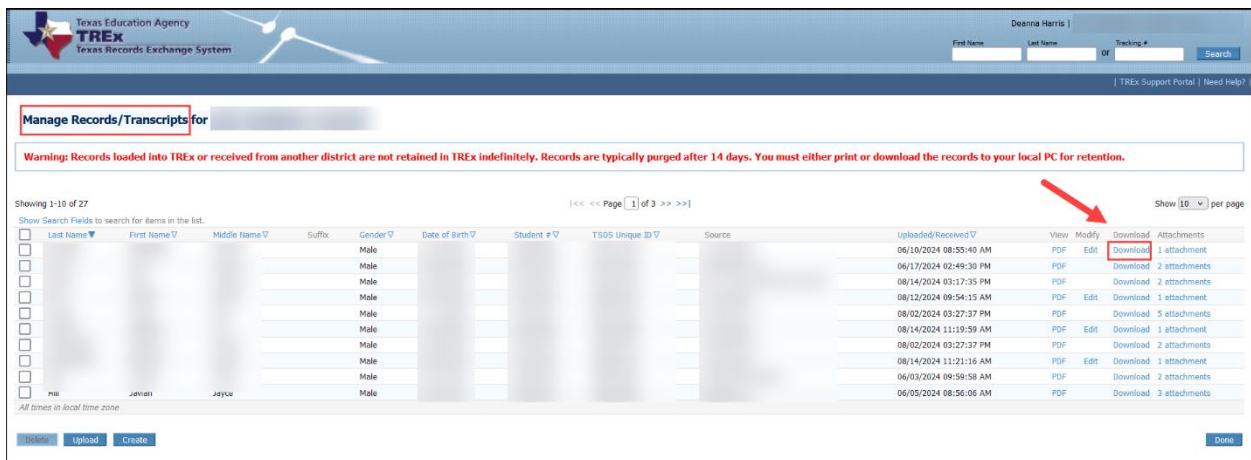 Texas Education Agency
TREx
Texas Records Exchange System
Deanna Harris |
First Name Last Name or Tracking # Search
| TREx Support Portal | Need Help? |
Manage Records/Transcripts for
Warning: Records loaded into TREx or received from another district are not retained in TREx indefinitely. Records are typically purged after 14 days. You must either print or download the records to your local PC for retention.
Showing 1-10 of 27 |<< << Page 1 of 3 >> >>| Show 10 per page
Show Search Fields to search for items in the list.
Last Name First Name Middle Name Suffix Gender Date of Birth Student # TSDS Unique ID Source Uploaded/Received View Modify Download Attachments
Male 06/10/2024 08:55:40 AM PDF Edit Download 1 attachment
Male 06/17/2024 02:49:30 PM PDF Download 2 attachments
Male 08/14/2024 03:17:35 PM PDF Download 2 attachments
Male 08/12/2024 09:54:15 AM PDF Edit Download 1 attachment
Male 08/02/2024 03:27:37 PM PDF Download 5 attachments
Male 08/14/2024 11:19:59 AM PDF Edit Download 1 attachment
Male 08/02/2024 03:27:37 PM PDF Download 2 attachments
Male 08/14/2024 11:21:16 AM PDF Edit Download 1 attachment
Male 06/03/2024 09:59:58 AM PDF Download 2 attachments
Male 06/05/2024 08:56:06 AM PDF Download 3 attachments
All times in local time zone
Delete Upload Create Done